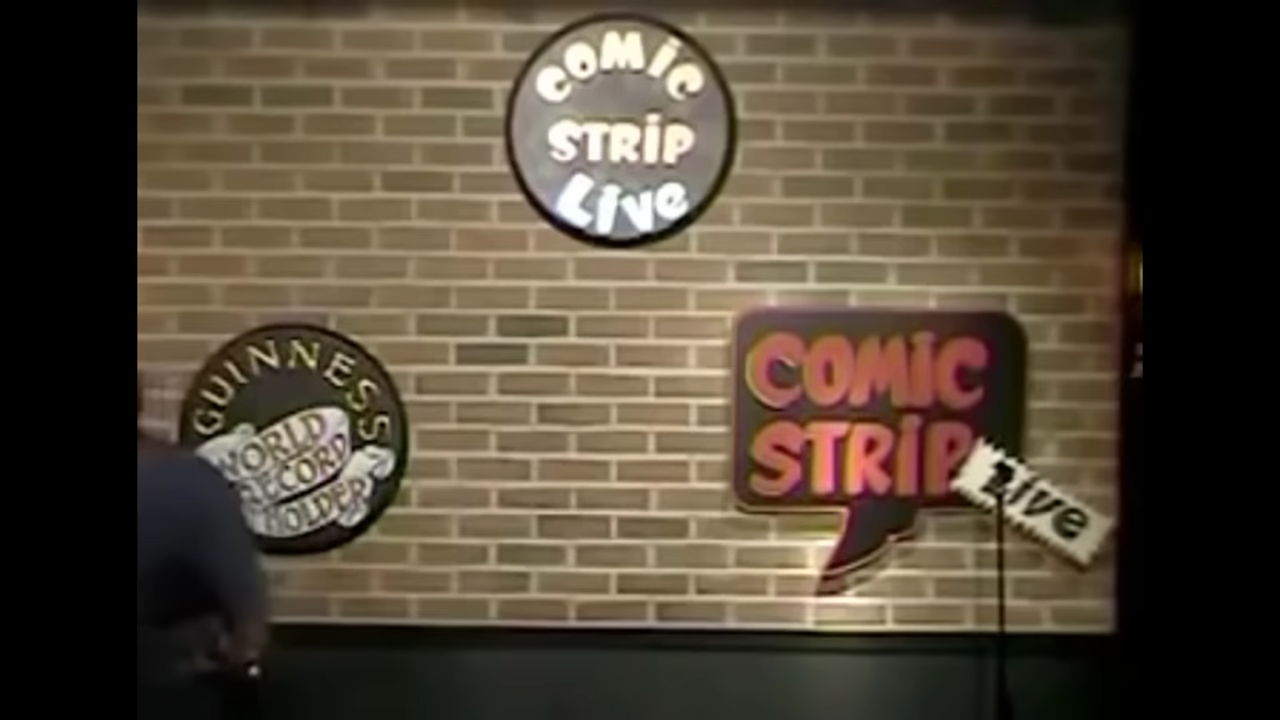 COMiC
STRiP
Live
GUINNESS
WORLD
RECORD
HOLDER
COMiC
STRiP
Live